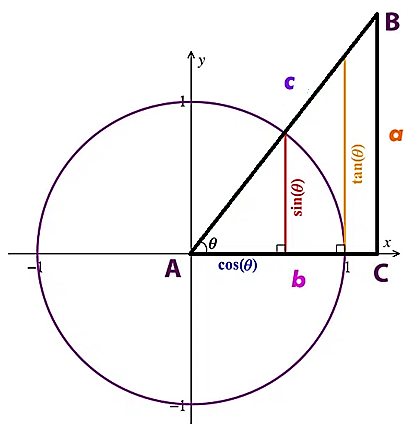 B
y
1
c
a
tan(θ)
sin(θ)
θ
x
−1
A
cos(θ)
b
1
C
−1